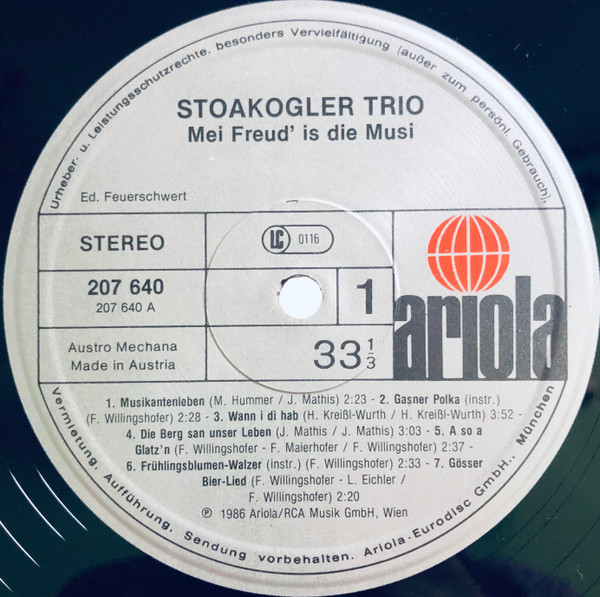 Urheber- u. Leistungsschutzrechte, besonders Vervielfältigung (außer zum persönl. Gebrauch),
STOAKOGLER TRIO
Mei Freud' is die Musi
Ed. Feuerschwert
STEREO
LC 0116
207 640
207 640 A
1
ariola
Austro Mechana
Made in Austria
33 1/3
1. Musikantenleben (M. Hummer / J. Mathis) 2:23 - 2. Gasner Polka (instr.)
(F. Willingshofer) 2:28 - 3. Wann i di hab (H. Kreißl-Wurth / H. Kreißl-Wurth) 3:52 -
4. Die Berg san unser Leben (J. Mathis / J. Mathis) 3:03 - 5. A so a
Glatz'n (F. Willingshofer - F. Maierhofer / F. Willingshofer) 2:37 -
6. Frühlingsblumen-Walzer (instr.) (F. Willingshofer) 2:33 - 7. Gösser
Bier-Lied (F. Willingshofer - L. Eichler /
F. Willingshofer) 2:20
℗ 1986 Ariola/RCA Musik GmbH, Wien
Vermietung, Aufführung, Sendung vorbehalten. Ariola-Eurodisc GmbH., München